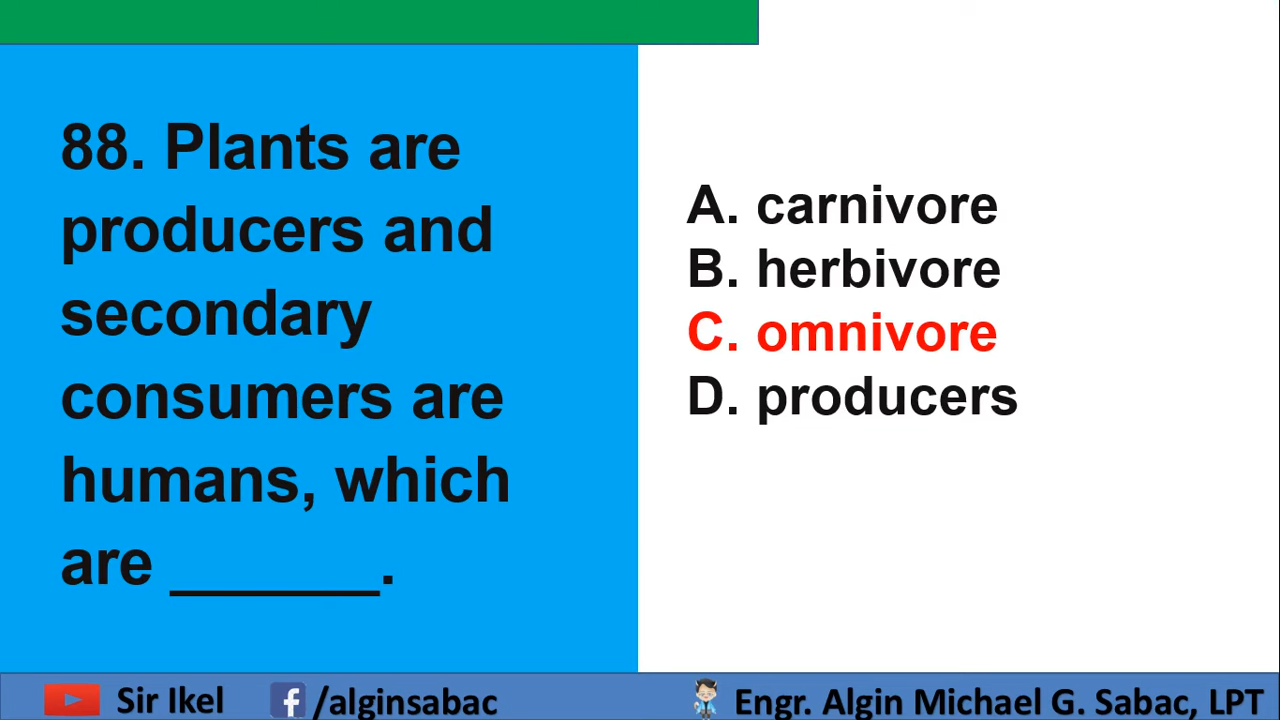 88. Plants are
producers and
secondary
consumers are
humans, which
are ______.
A. carnivore
B. herbivore
C. omnivore
D. producers
Sir Ikel
f /alginsabac
Engr. Algin Michael G. Sabac, LPT